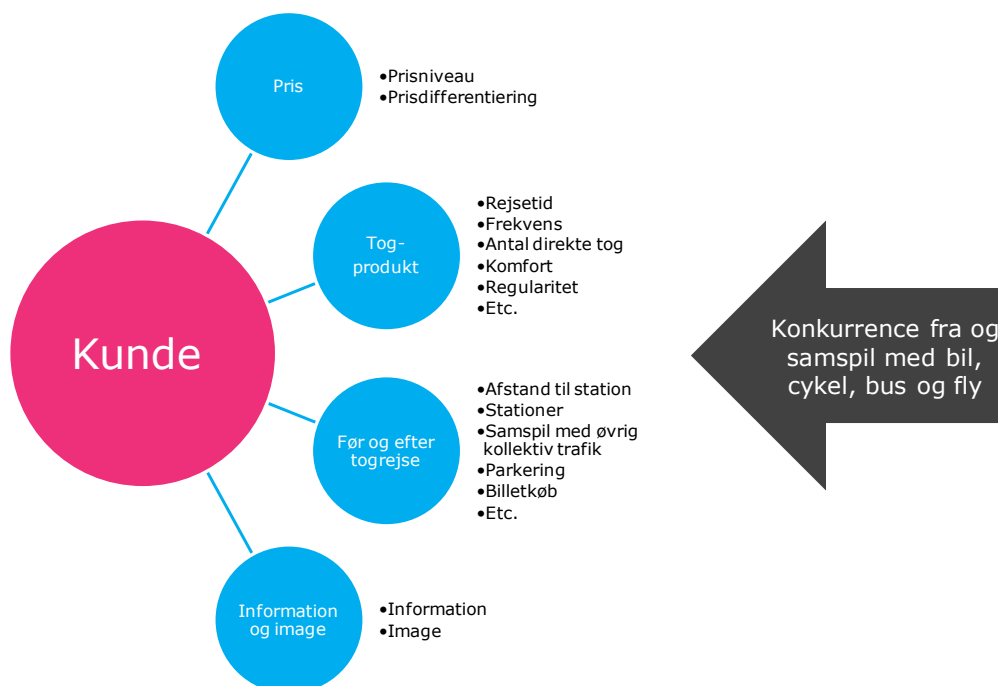 Pris
•Prisniveau
•Prisdifferentiering
Tog-
produkt
•Rejsetid
•Frekvens
•Antal direkte tog
•Komfort
•Regularitet
•Etc.
Kunde
Før og efter
togrejse
•Afstand til station
•Stationer
•Samspil med øvrig
kollektiv trafik
•Parkering
•Billetkøb
•Etc.
Information
og image
•Information
•Image
Konkurrence fra og
samspil med bil,
cykel, bus og fly